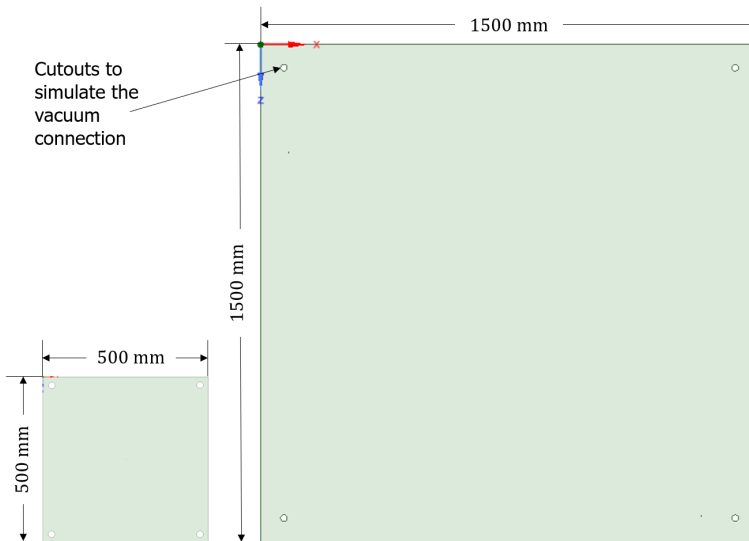 1500 mm
x
Cutouts to
simulate the
vacuum
connection
z
1500 mm
500 mm
500 mm